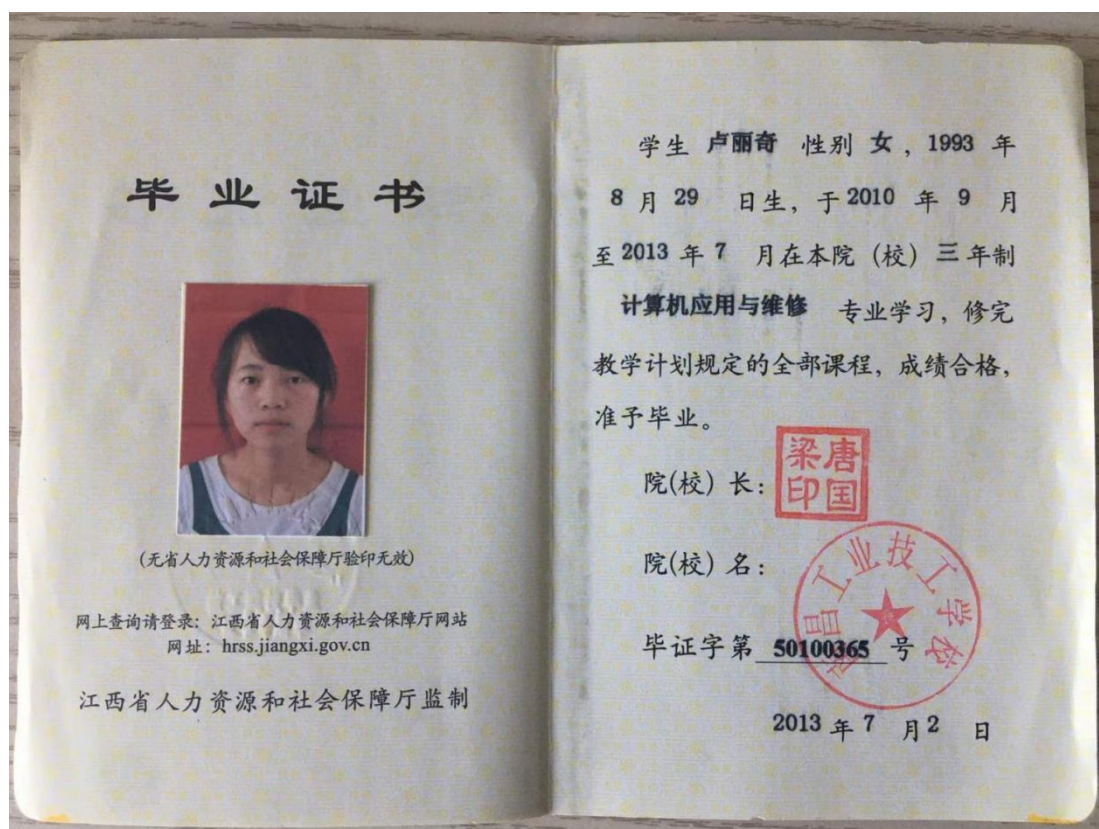 毕业证书
(无省人力资源和社会保障厅验印无效)
网上查询请登录：江西省人力资源和社会保障厅网站
网址：hrss.jiangxi.gov.cn
江西省人力资源和社会保障厅监制
学生 卢丽奇 性别 女，1993 年
8 月 29 日生，于 2010 年 9 月
至 2013 年 7 月在本院（校）三 年制
计算机应用与维修 专业学习，修完
教学计划规定的全部课程，成绩合格，
准予毕业。
院(校) 长：
唐国
梁印
院(校) 名：
昌工业技工学校
毕证字第 50100365 号
2013 年 7 月 2 日